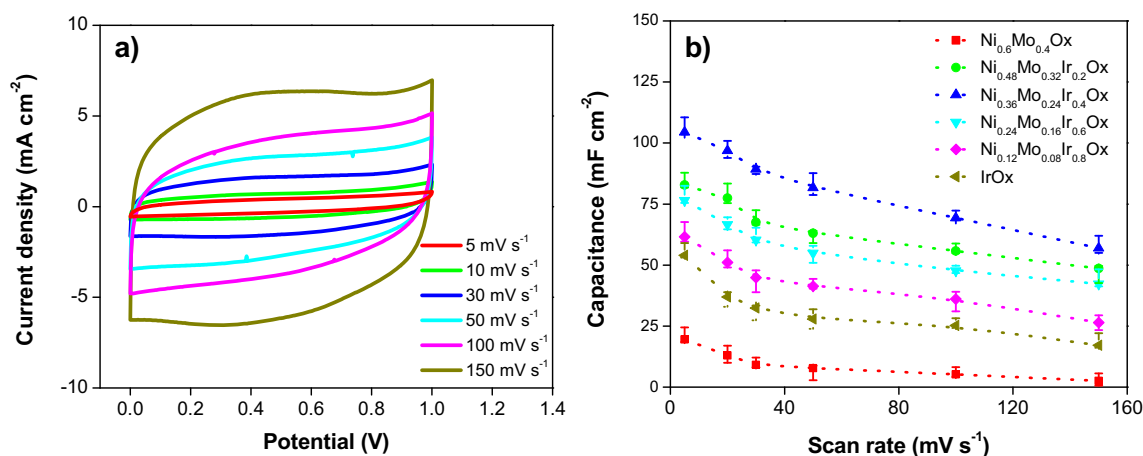 a)
Current density (mA cm⁻²)
10
5
0
-5
-10
0.0 0.2 0.4 0.6 0.8 1.0 1.2 1.4
Potential (V)
5 mV s⁻¹
10 mV s⁻¹
30 mV s⁻¹
50 mV s⁻¹
100 mV s⁻¹
150 mV s⁻¹
b)
Capacitance (mF cm⁻²)
150
125
100
75
50
25
0
0 40 80 120 160
Scan rate (mV s⁻¹)
Ni₀.₆Mo₀.₄Ox
Ni₀.₄₈Mo₀.₃₂Ir₀.₂Ox
Ni₀.₃₆Mo₀.₂₄Ir₀.₄Ox
Ni₀.₂₄Mo₀.₁₆Ir₀.₆Ox
Ni₀.₁₂Mo₀.₀₈Ir₀.₈Ox
IrOx